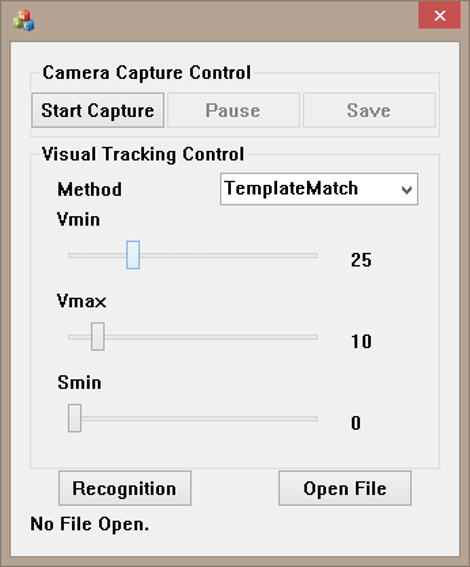 Camera Capture Control
Start Capture Pause Save
Visual Tracking Control
Method TemplateMatch
Vmin
25
Vmax
10
Smin
0
Recognition Open File
No File Open.